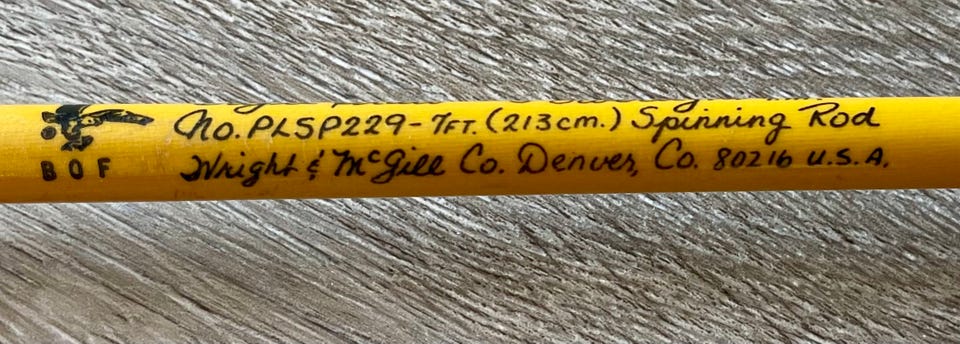 No. PLSP229 - 7FT. (213cm.) Spinning Rod
BOF
Wright & McGill Co. Denver, Co. 80216 U.S.A.